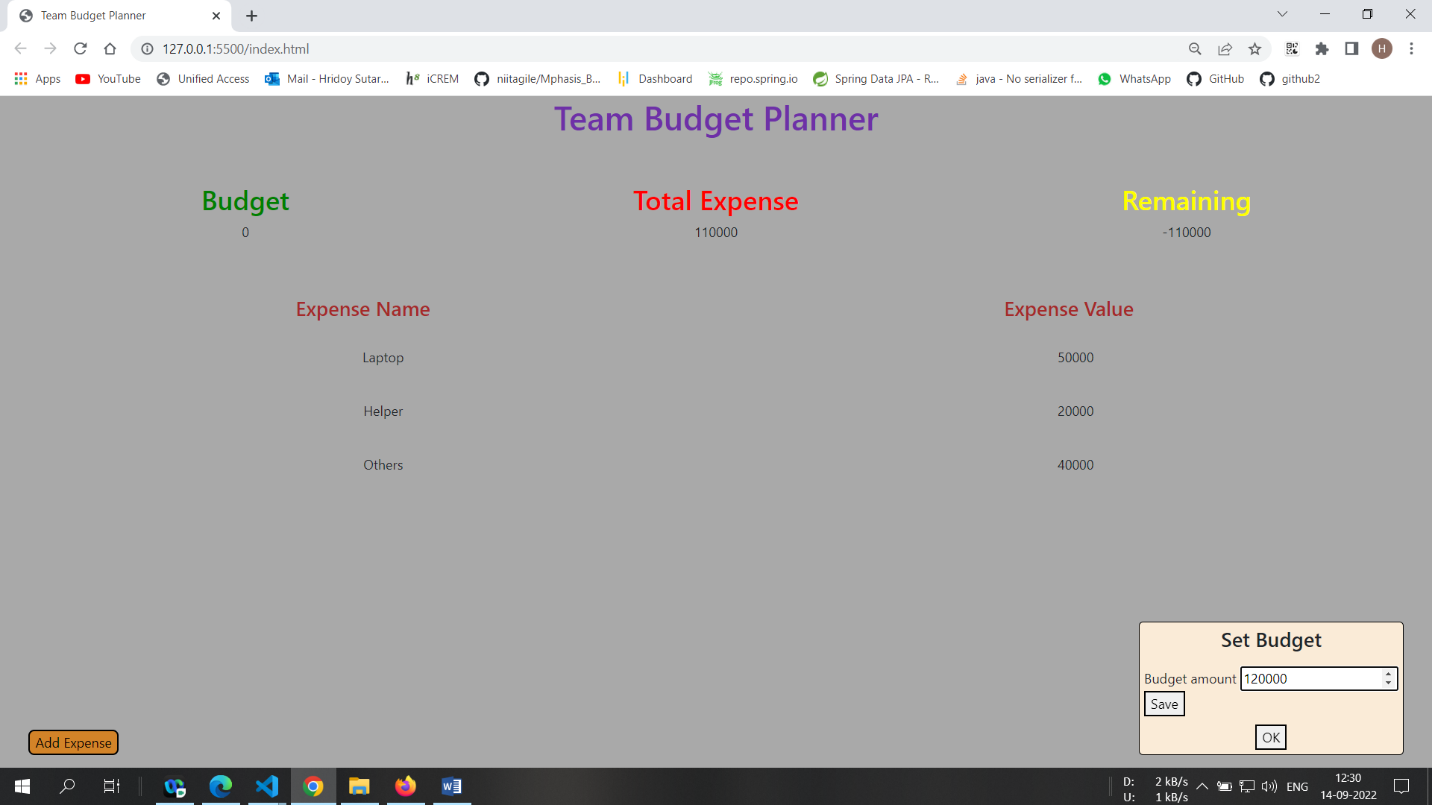 Team Budget Planner
127.0.0.1:5500/index.html
H
Apps YouTube Unified Access Mail - Hridoy Sutar... iCREM niitagile/Mphasis_B... Dashboard repo.spring.io Spring Data JPA - R... java - No serializer f... WhatsApp GitHub github2
Team Budget Planner
Budget Total Expense Remaining
0 110000 -110000
Expense Name Expense Value
Laptop 50000
Helper 20000
Others 40000
Set Budget
Budget amount 120000
Save
OK
Add Expense
D: 2 kB/s
U: 1 kB/s
ENG
12:30
14-09-2022